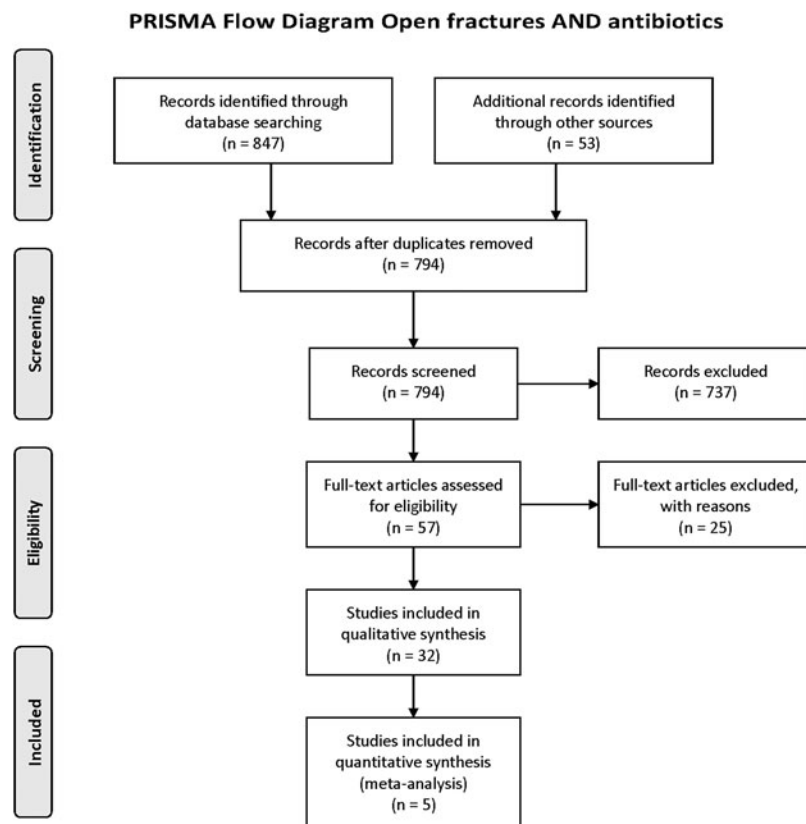 PRISMA Flow Diagram Open fractures AND antibiotics
Identification
Records identified through
database searching
(n = 847)
Additional records identified
through other sources
(n = 53)
Records after duplicates removed
(n = 794)
Screening
Records screened
(n = 794)
Records excluded
(n = 737)
Eligibility
Full-text articles assessed
for eligibility
(n = 57)
Full-text articles excluded,
with reasons
(n = 25)
Studies included in
qualitative synthesis
(n = 32)
Included
Studies included in
quantitative synthesis
(meta-analysis)
(n = 5)